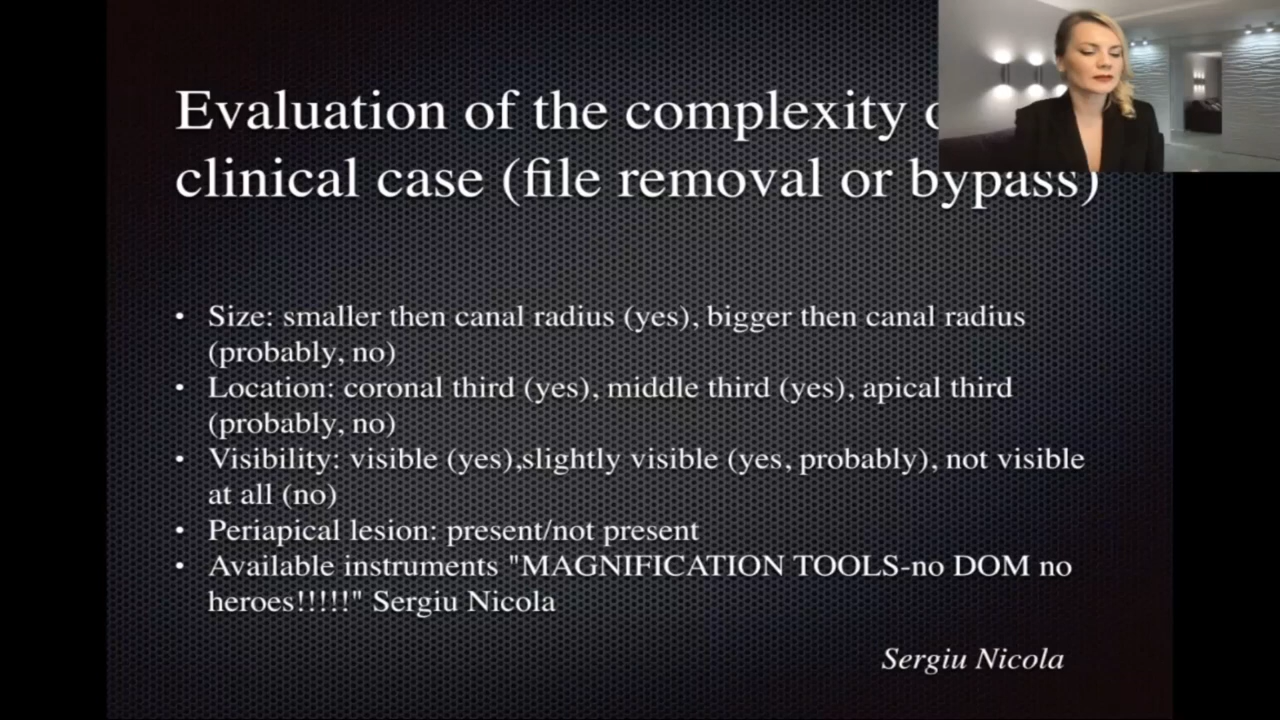 Evaluation of the complexity
clinical case (file removal or bypass)
• Size: smaller then canal radius (yes), bigger then canal radius
(probably, no)
• Location: coronal third (yes), middle third (yes), apical third
(probably, no)
• Visibility: visible (yes),slightly visible (yes, probably), not visible
at all (no)
• Periapical lesion: present/not present
• Available instruments "MAGNIFICATION TOOLS-no DOM no
heroes!!!!!" Sergiu Nicola
Sergiu Nicola